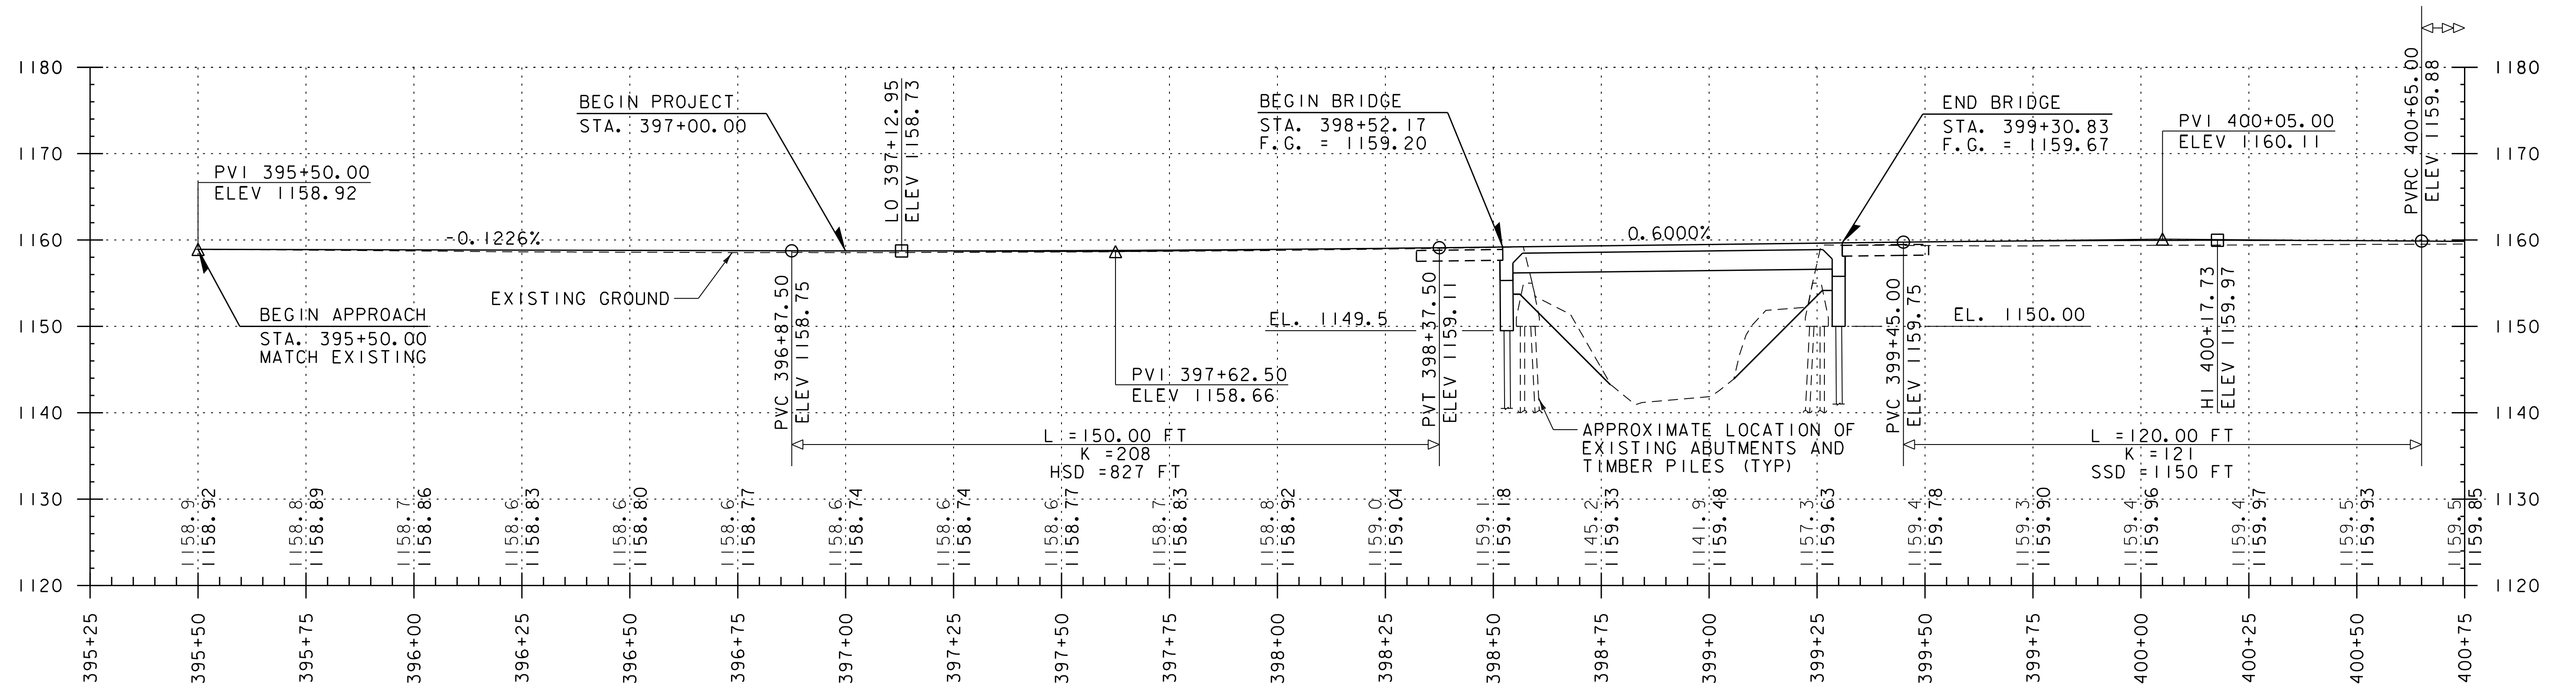 1180
1170
1160
1150
1140
1130
1120
1180
1170
1160
1150
1140
1130
1120
PVI 395+50.00
ELEV 1158.92
BEGIN APPROACH
STA. 395+50.00
MATCH EXISTING
-0.1226%
EXISTING GROUND
BEGIN PROJECT
STA. 397+00.00
PVC 396+87.50
ELEV 1158.75
LO 397+12.95
ELEV 1158.73
PVI 397+62.50
ELEV 1158.66
L =150.00 FT
K =208
HSD =827 FT
BEGIN BRIDGE
STA. 398+52.17
F.G. = 1159.20
EL. 1149.5
PVT 398+37.50
ELEV 1159.11
0.6000%
APPROXIMATE LOCATION OF
EXISTING ABUTMENTS AND
TIMBER PILES (TYP)
END BRIDGE
STA. 399+30.83
F.G. = 1159.67
EL. 1150.00
PVC 399+45.00
ELEV 1159.75
PVI 400+05.00
ELEV 1160.11
HI 400+17.73
ELEV 1159.97
PVRC 400+65.00
ELEV 1159.88
L =120.00 FT
K =121
SSD =1150 FT
1158.9
1158.92
1158.8
1158.89
1158.7
1158.86
1158.6
1158.83
1158.6
1158.80
1158.6
1158.77
1158.6
1158.74
1158.6
1158.74
1158.6
1158.77
1158.7
1158.83
1158.8
1158.92
1159.0
1159.04
1159.1
1159.18
1145.2
1159.33
1141.9
1159.48
1157.3
1159.63
1159.4
1159.78
1159.3
1159.90
1159.4
1159.96
1159.4
1159.97
1159.5
1159.93
1159.5
1159.85
395+25
395+50
395+75
396+00
396+25
396+50
396+75
397+00
397+25
397+50
397+75
398+00
398+25
398+50
398+75
399+00
399+25
399+50
399+75
400+00
400+25
400+50
400+75